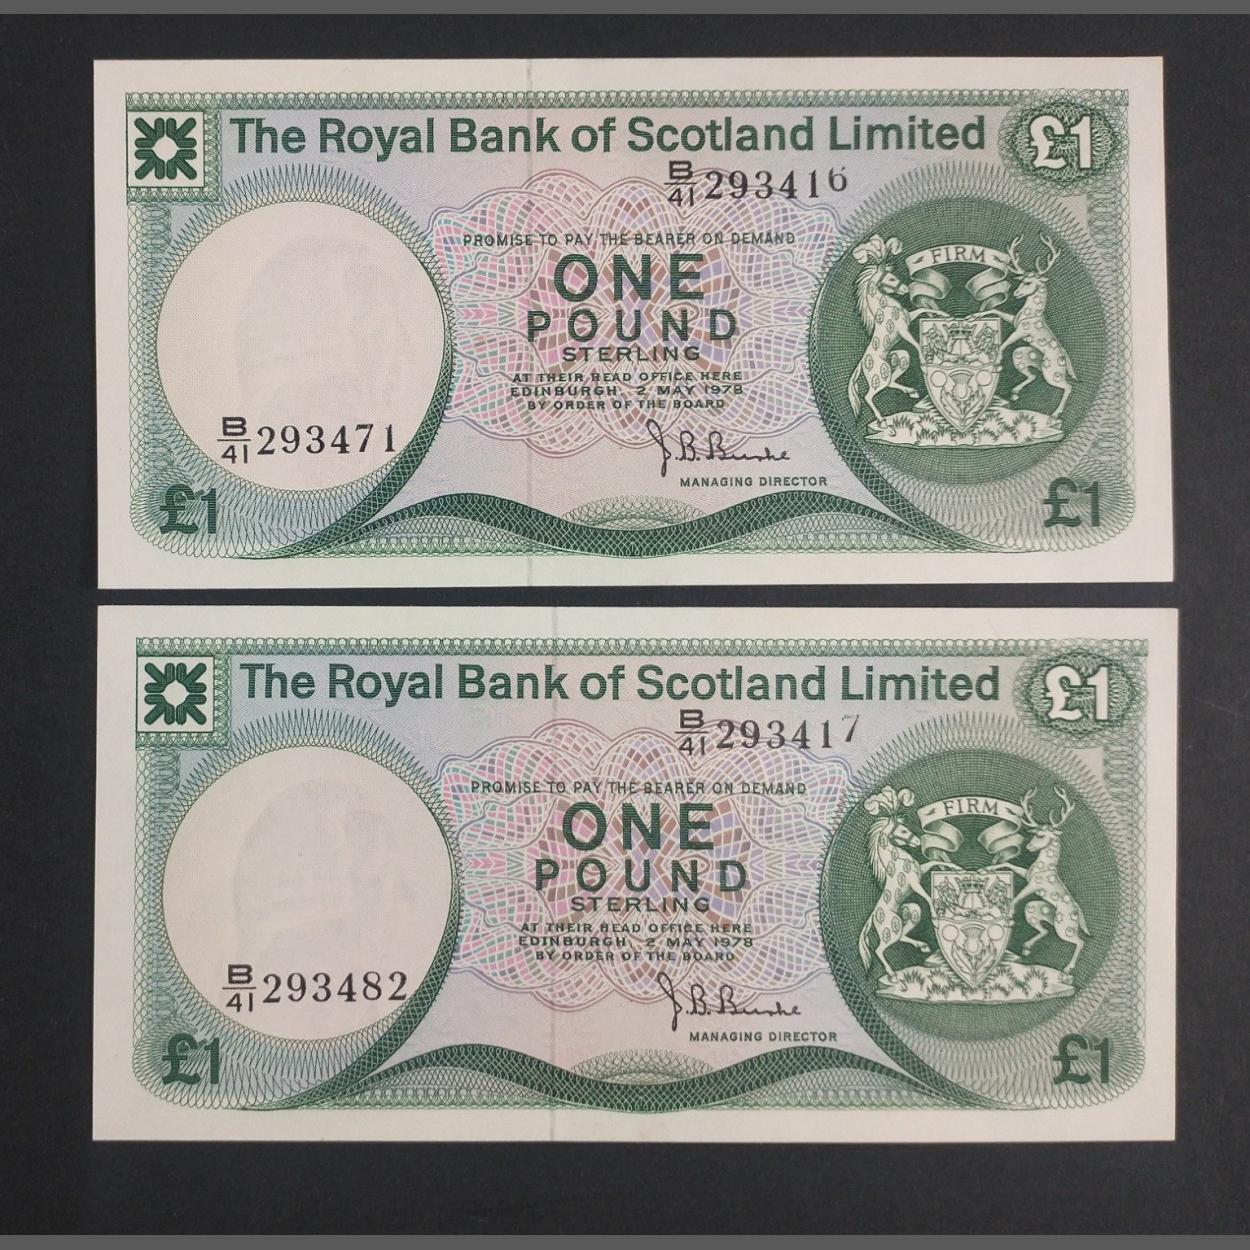 The Royal Bank of Scotland Limited £1
B/41 293416
FIRM
PROMISE TO PAY THE BEARER ON DEMAND
ONE
POUND
STERLING
AT THEIR HEAD OFFICE HERE
EDINBURGH, 2 MAY 1978
BY ORDER OF THE BOARD
B/41 293471
J. B. Burke
MANAGING DIRECTOR
£1 £1
The Royal Bank of Scotland Limited £1
B/41 293417
FIRM
PROMISE TO PAY THE BEARER ON DEMAND
ONE
POUND
STERLING
AT THEIR HEAD OFFICE HERE
EDINBURGH, 2 MAY 1978
BY ORDER OF THE BOARD
B/41 293482
J. B. Burke
MANAGING DIRECTOR
£1 £1